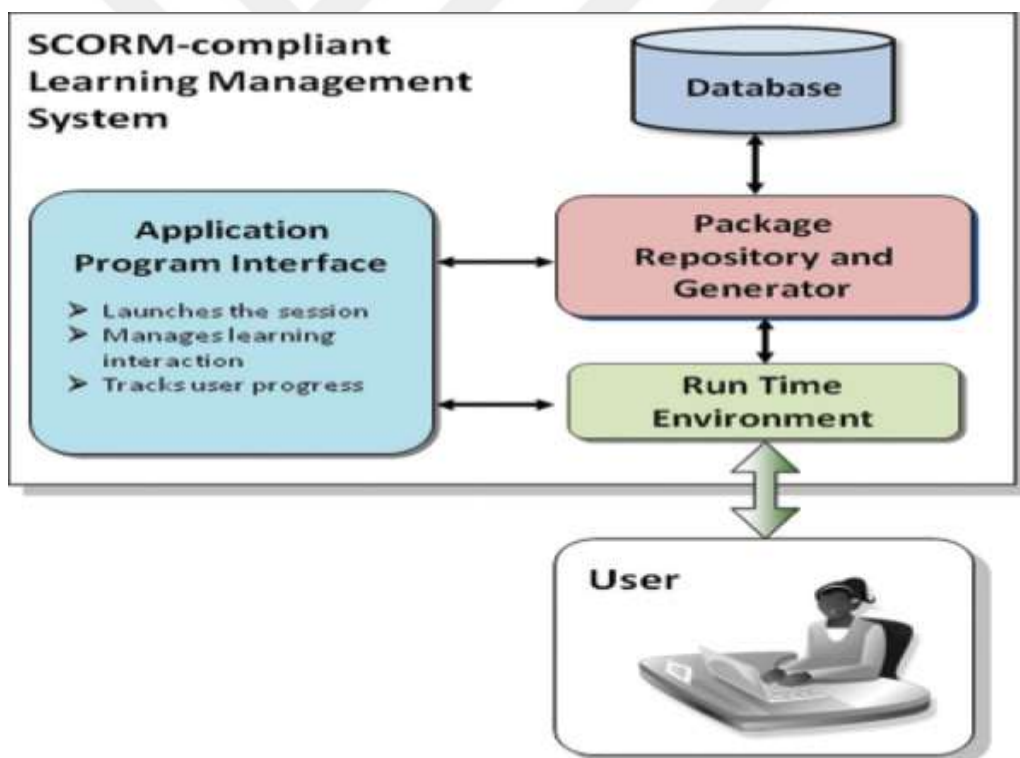 SCORM-compliant
Learning Management
System
Database
Application
Program Interface
➤ Launches the session
➤ Manages learning
interaction
➤ Tracks user progress
Package
Repository and
Generator
Run Time
Environment
User